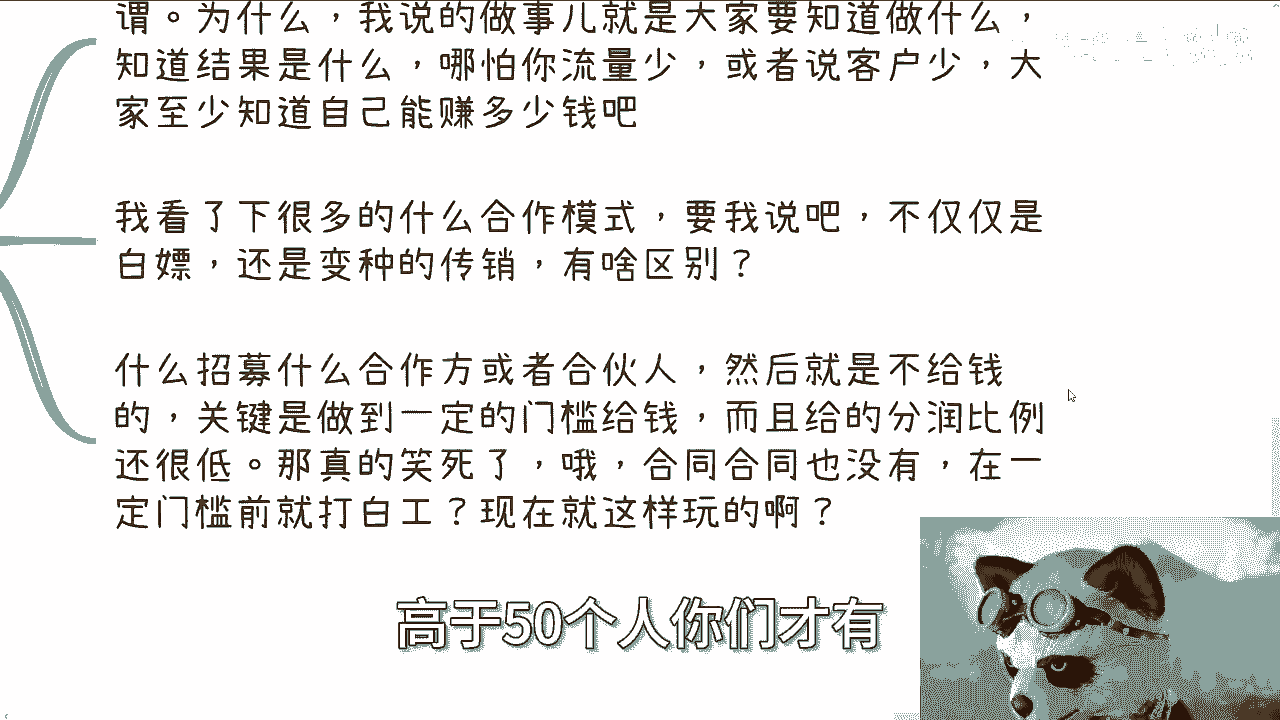 谓。为什么，我说的做事儿就是大家要知道做什么，
知道结果是什么，哪怕你流量少，或者说客户少，大
家至少知道自己能赚多少钱吧
我看了下很多的什么合作模式，要我说吧，不仅仅是
白嫖，还是变种的传销，有啥区别？
什么招募什么合作方或者合伙人，然后就是不给钱
的，关键是做到一定的门槛给钱，而且给的分润比例
还很低。那真的笑死了，哦，合同合同也没有，在一
定门槛前就打白工？现在就这样玩的啊？
高于50个人你们才有